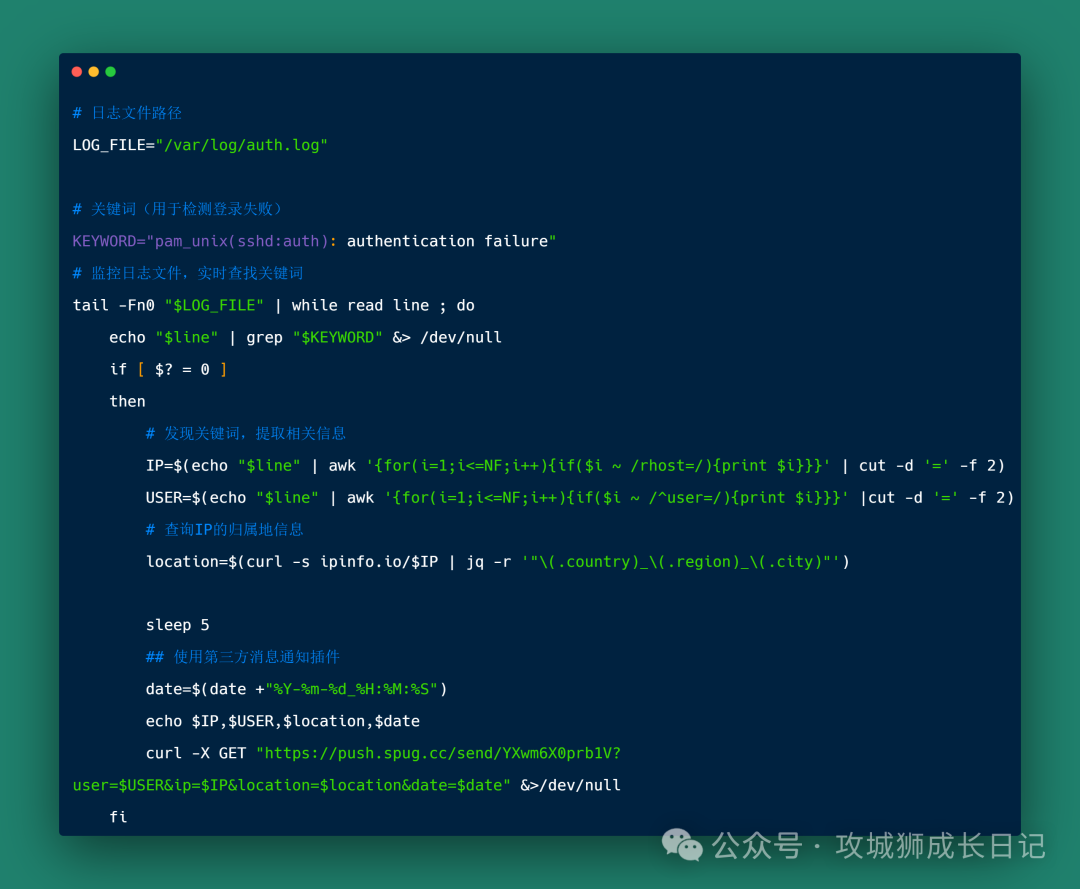 # 日志文件路径
LOG_FILE="/var/log/auth.log"
# 关键词（用于检测登录失败）
KEYWORD="pam_unix(sshd:auth): authentication failure"
# 监控日志文件，实时查找关键词
tail -Fn0 "$LOG_FILE" | while read line ; do
echo "$line" | grep "$KEYWORD" &> /dev/null
if [ $? = 0 ]
then
# 发现关键词，提取相关信息
IP=$(echo "$line" | awk '{for(i=1;i<=NF;i++){if($i ~ /rhost=/){print $i}}}' | cut -d '=' -f 2)
USER=$(echo "$line" | awk '{for(i=1;i<=NF;i++){if($i ~ /^user=/){print $i}}}' |cut -d '=' -f 2)
# 查询IP的归属地信息
location=$(curl -s ipinfo.io/$IP | jq -r '"\(.country)_\(.region)_\(.city)"')
sleep 5
## 使用第三方消息通知插件
date=$(date +"%Y-%m-%d_%H:%M:%S")
echo $IP,$USER,$location,$date
curl -X GET "https://push.spug.cc/send/YXwm6X0prb1V?
user=$USER&ip=$IP&location=$location&date=$date" &>/dev/null
fi
公众号 · 攻城狮成长日记